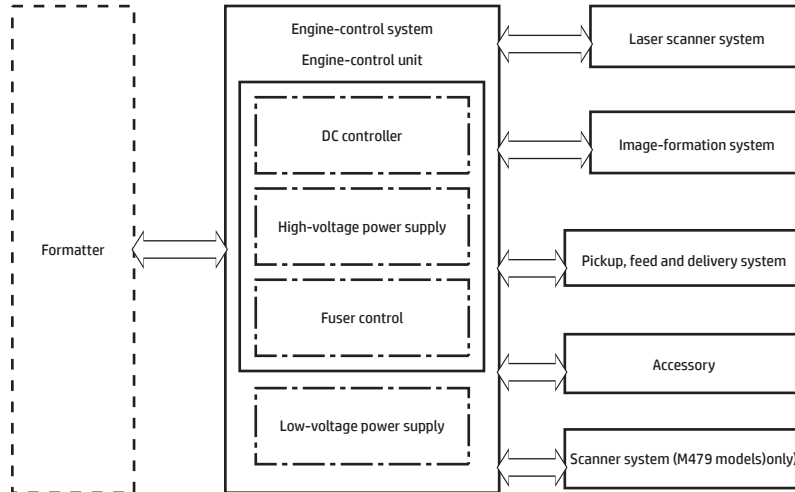 Engine-control system
Engine-control unit
DC controller
High-voltage power supply
Fuser control
Low-voltage power supply
Formatter
Laser scanner system
Image-formation system
Pickup, feed and delivery system
Accessory
Scanner system (M479 models)only)